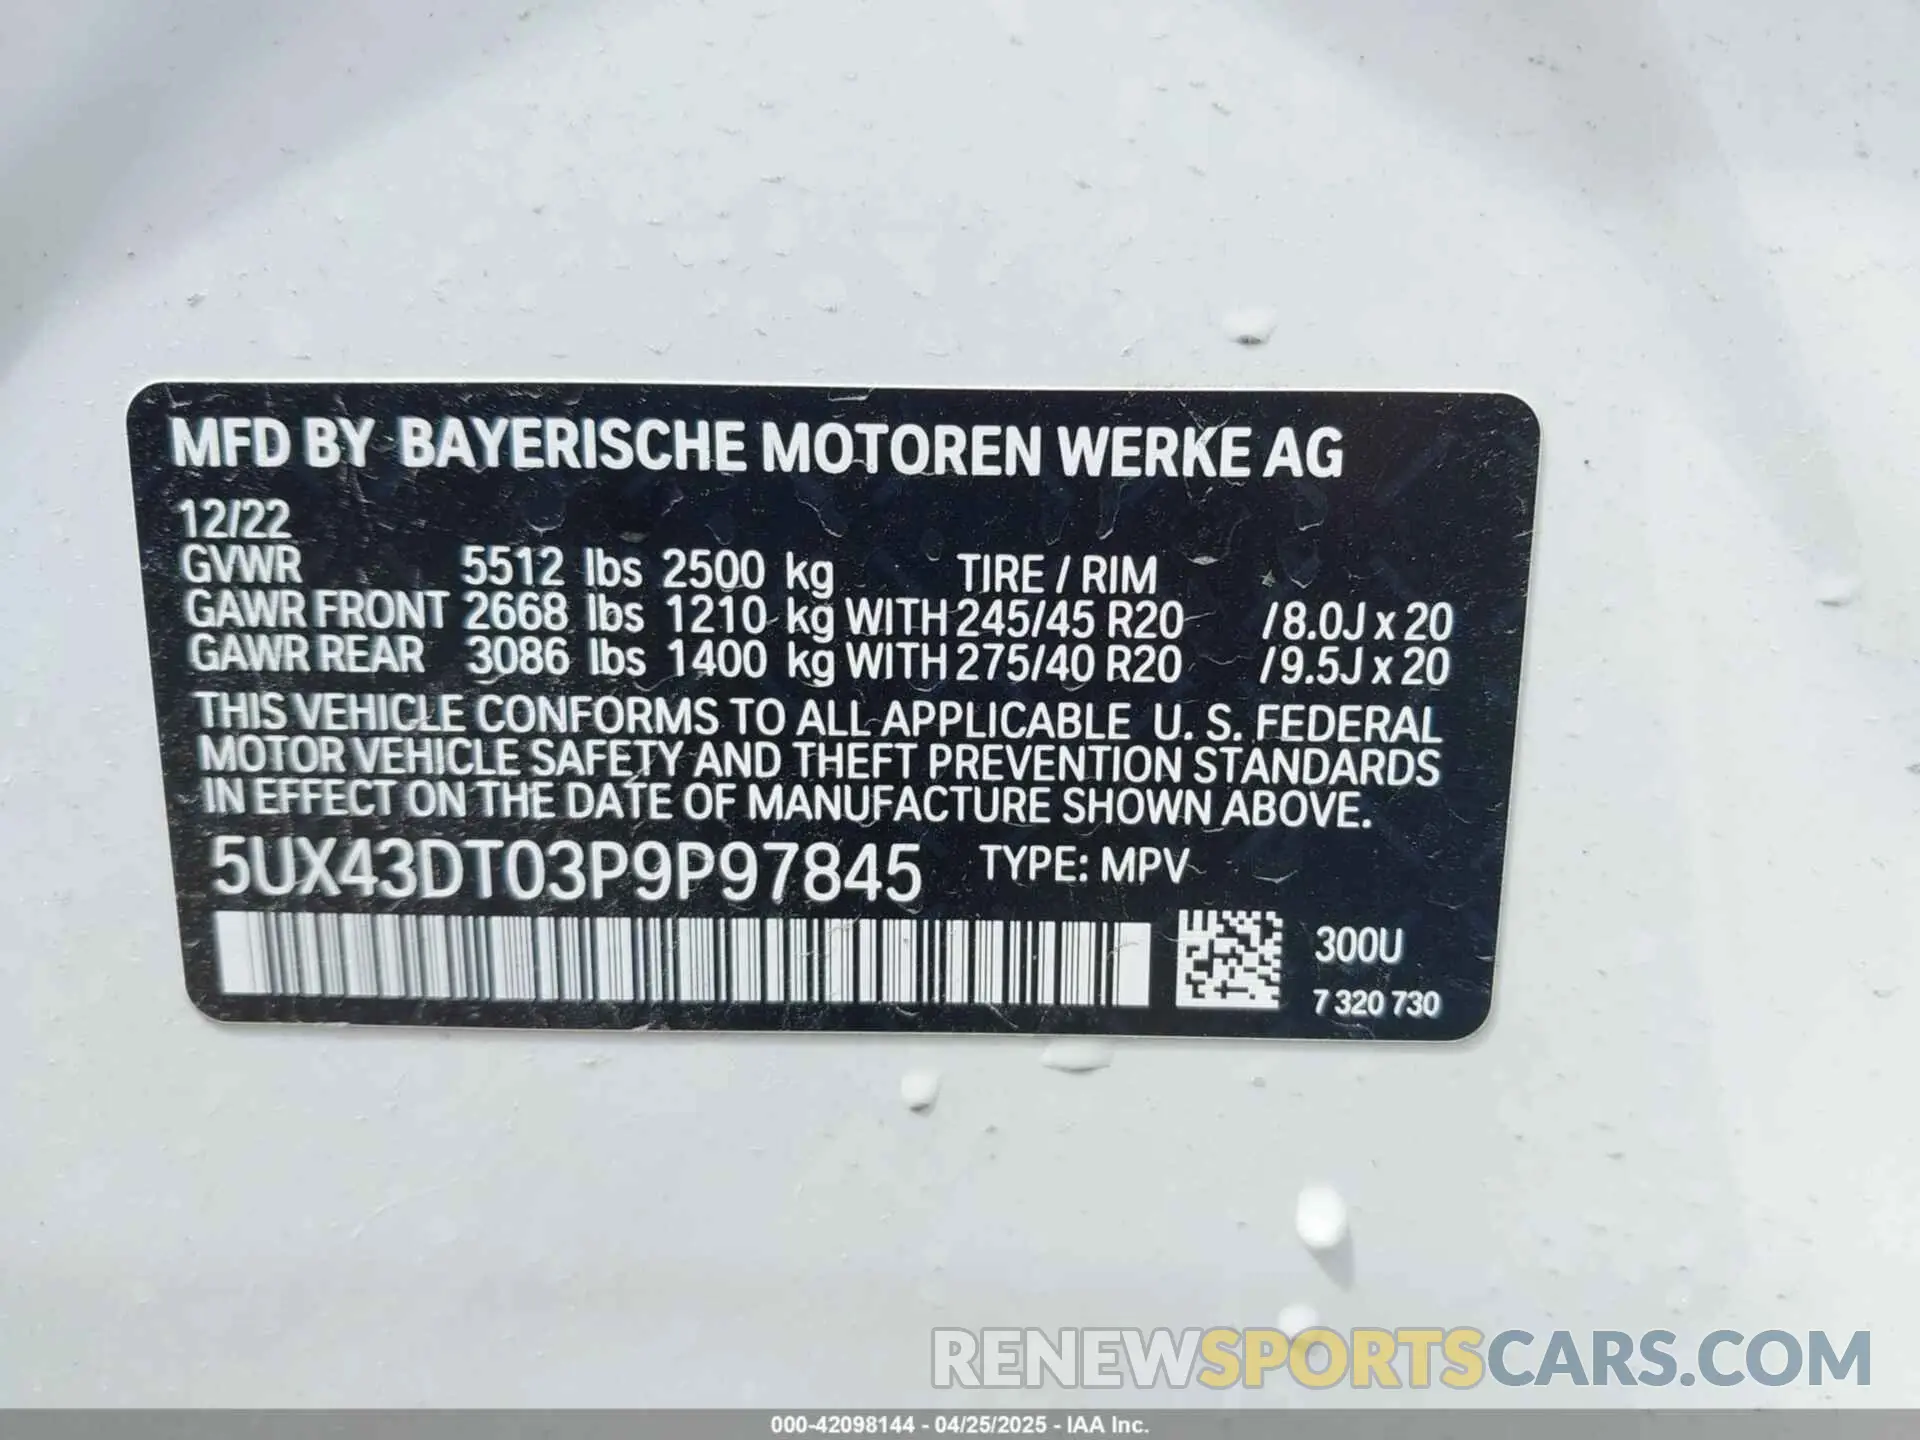 MFD BY BAYERISCHE MOTOREN WERKE AG
12/22
GVWR 5512 lbs 2500 kg TIRE / RIM
GAWR FRONT 2668 lbs 1210 kg WITH 245/45 R20 /8.0J x 20
GAWR REAR 3086 lbs 1400 kg WITH 275/40 R20 /9.5J x 20
THIS VEHICLE CONFORMS TO ALL APPLICABLE U. S. FEDERAL
MOTOR VEHICLE SAFETY AND THEFT PREVENTION STANDARDS
IN EFFECT ON THE DATE OF MANUFACTURE SHOWN ABOVE.
5UX43DT03P9P97845 TYPE: MPV
300U
7 320 730
RENEWSPORTSCARS.COM
000-42098144 - 04/25/2025 - IAA Inc.